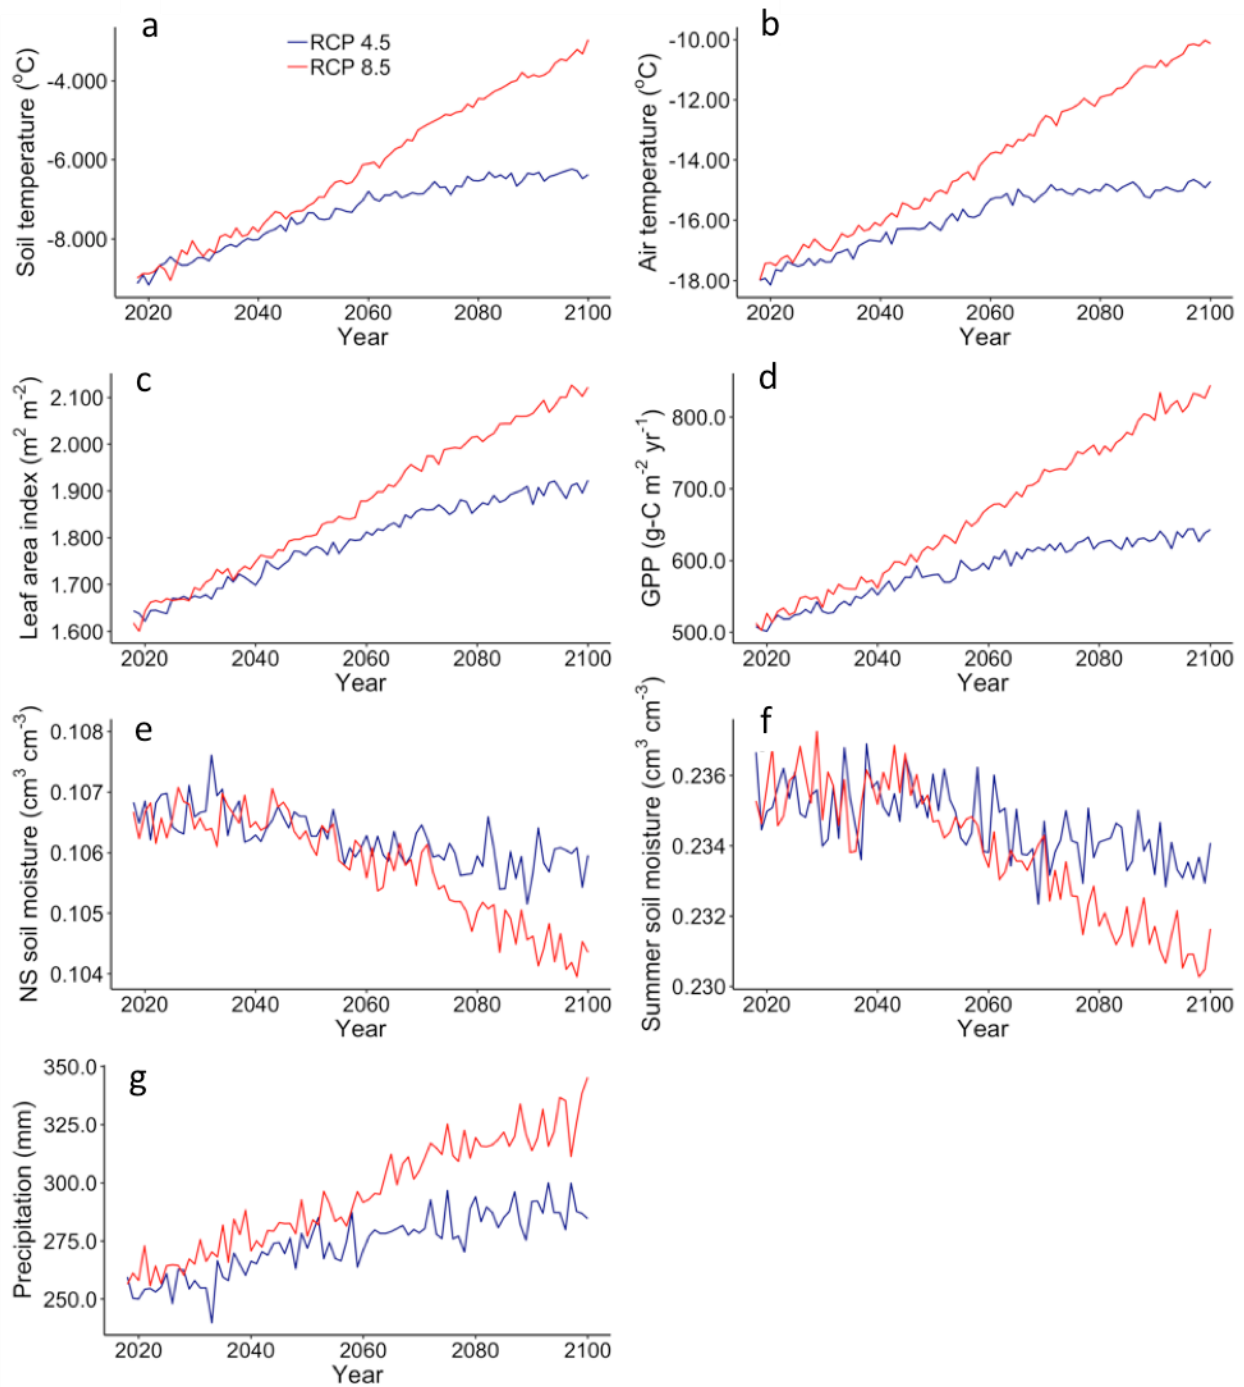 a
RCP 4.5
RCP 8.5
Soil temperature (°C)
-4.000
-6.000
-8.000
2020 2040 2060 2080 2100
Year
b
Air temperature (°C)
-10.00
-12.00
-14.00
-16.00
-18.00
2020 2040 2060 2080 2100
Year
c
Leaf area index (m² m⁻²)
2.100
2.000
1.900
1.800
1.700
1.600
2020 2040 2060 2080 2100
Year
d
GPP (g-C m⁻² yr⁻¹)
800.0
700.0
600.0
500.0
2020 2040 2060 2080 2100
Year
e
NS soil moisture (cm³ cm⁻³)
0.108
0.107
0.106
0.105
0.104
2020 2040 2060 2080 2100
Year
f
Summer soil moisture (cm³ cm⁻³)
0.236
0.234
0.232
0.230
2020 2040 2060 2080 2100
Year
g
Precipitation (mm)
350.0
325.0
300.0
275.0
250.0
2020 2040 2060 2080 2100
Year